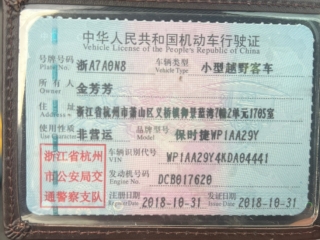 中华人民共和国机动车行驶证
Vehicle License of the People's Republic of China
号牌号码 浙A7A0N8 车辆类型 小型越野客车
Plate No. Vehicle Type
所有人 金芳芳
Owner
住址 浙江省杭州市萧山区义桥镇御景蓝湾7幢2单元1705室
Address
使用性质 非营运 品牌型号 保时捷WP1AA29Y
Use Character Model
浙江省杭州市公安局交通警察支队
车辆识别代号 WP1AA29Y4KDA04441
VIN
发动机号码 DCB017620
Engine No.
注册日期 2018-10-31 发证日期 2018-10-31
Register Date Issue Date